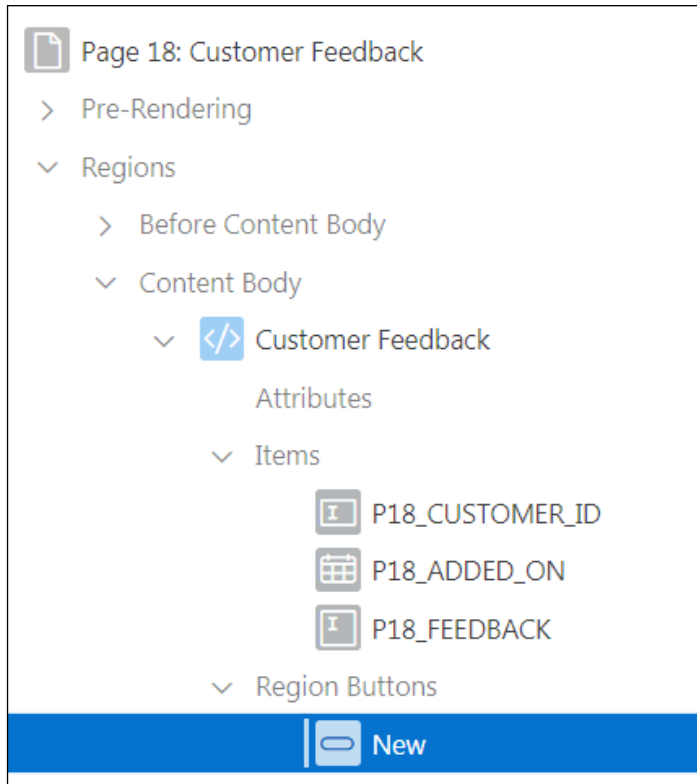 Page 18: Customer Feedback
Pre-Rendering
Regions
Before Content Body
Content Body
Customer Feedback
Attributes
Items
P18_CUSTOMER_ID
P18_ADDED_ON
P18_FEEDBACK
Region Buttons
New